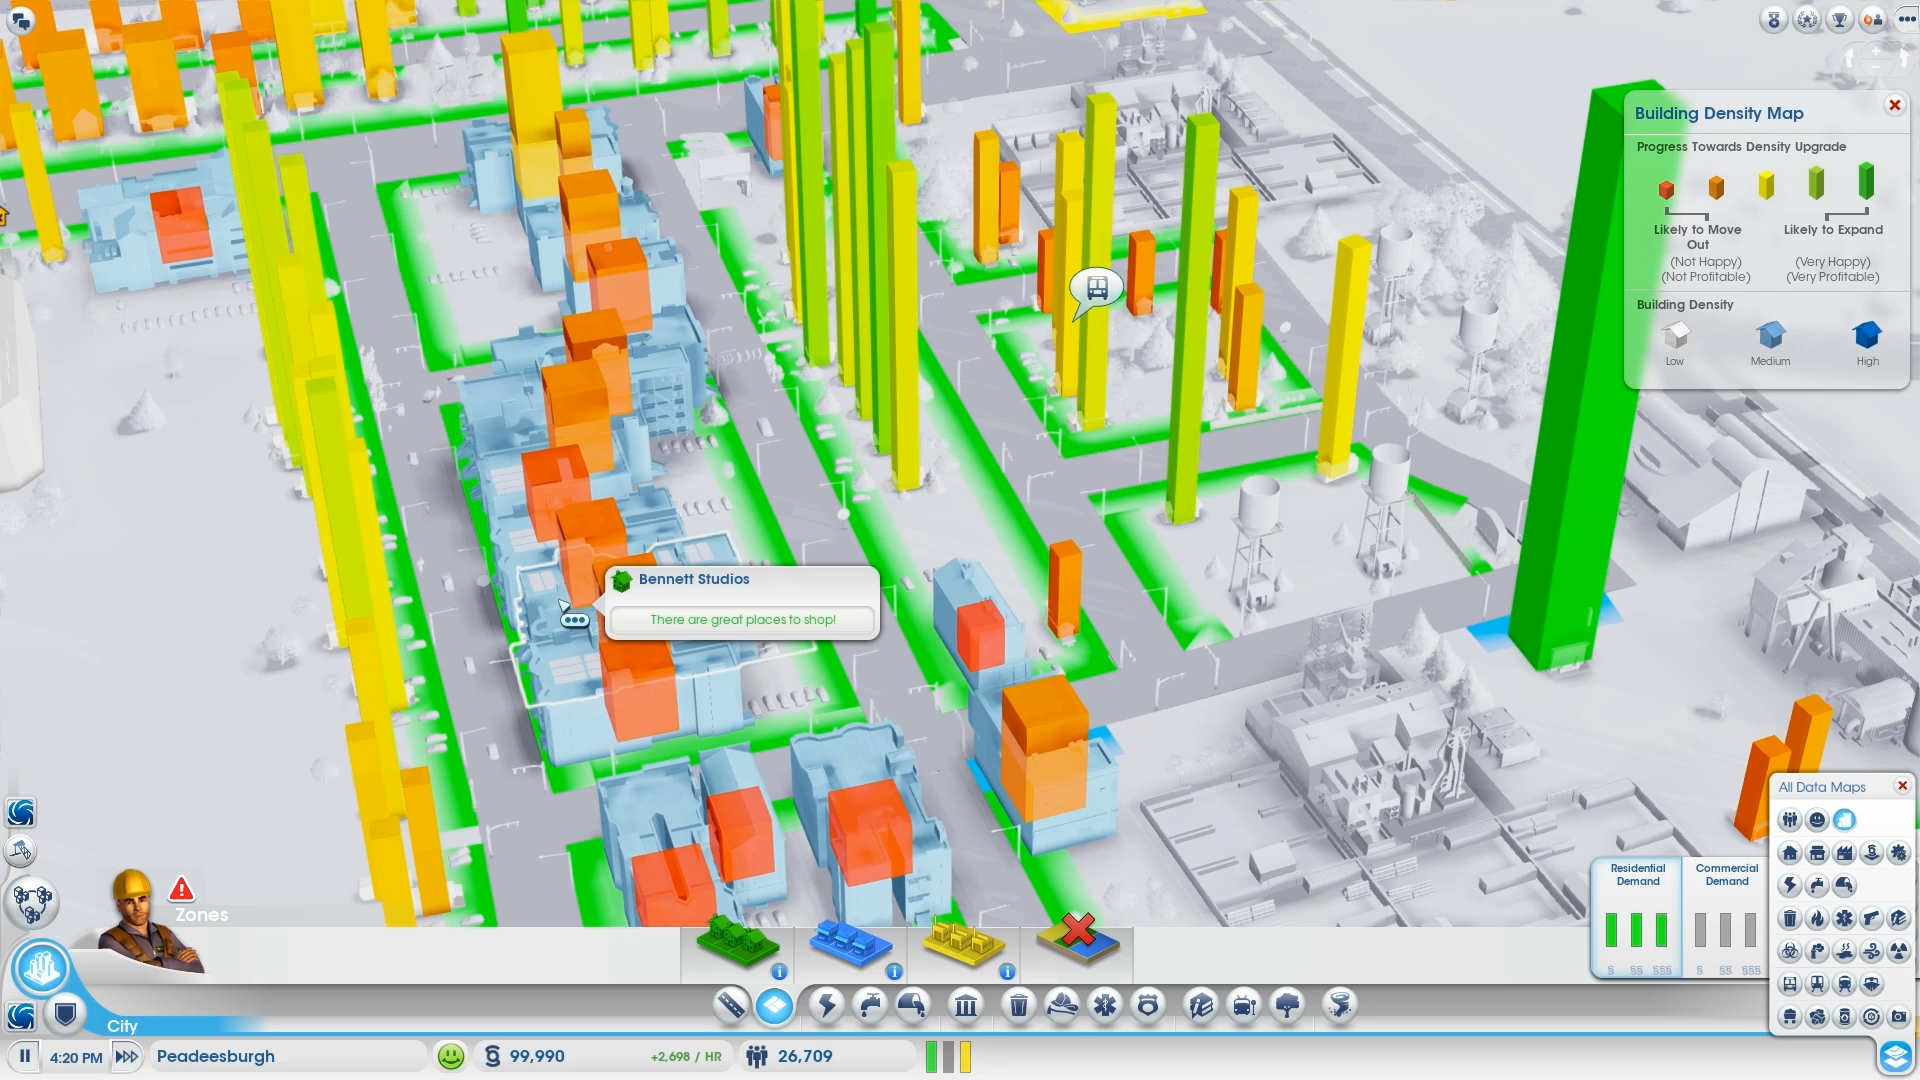 Building Density Map
Progress Towards Density Upgrade
Likely to Move
Out
(Not Happy)
(Not Profitable)
Likely to Expand
(Very Happy)
(Very Profitable)
Building Density
Low
Medium
High
Bennett Studios
There are great places to shop!
All Data Maps
Residential
Demand
Commercial
Demand
§ §§ §§§
§ §§ §§§
Zones
City
4:20 PM
Peadeesburgh
99,990
+2,698 / HR
26,709